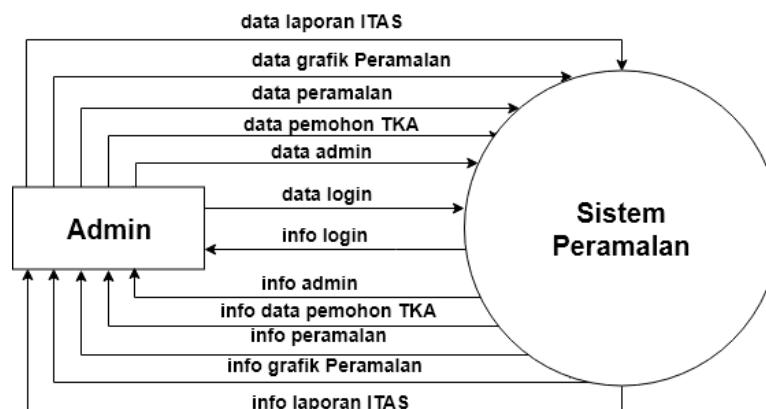 data laporan ITAS
data grafik Peramalan
data peramalan
data pemohon TKA
data admin
data login
Admin
info login
Sistem
Peramalan
info admin
info data pemohon TKA
info peramalan
info grafik Peramalan
info laporan ITAS